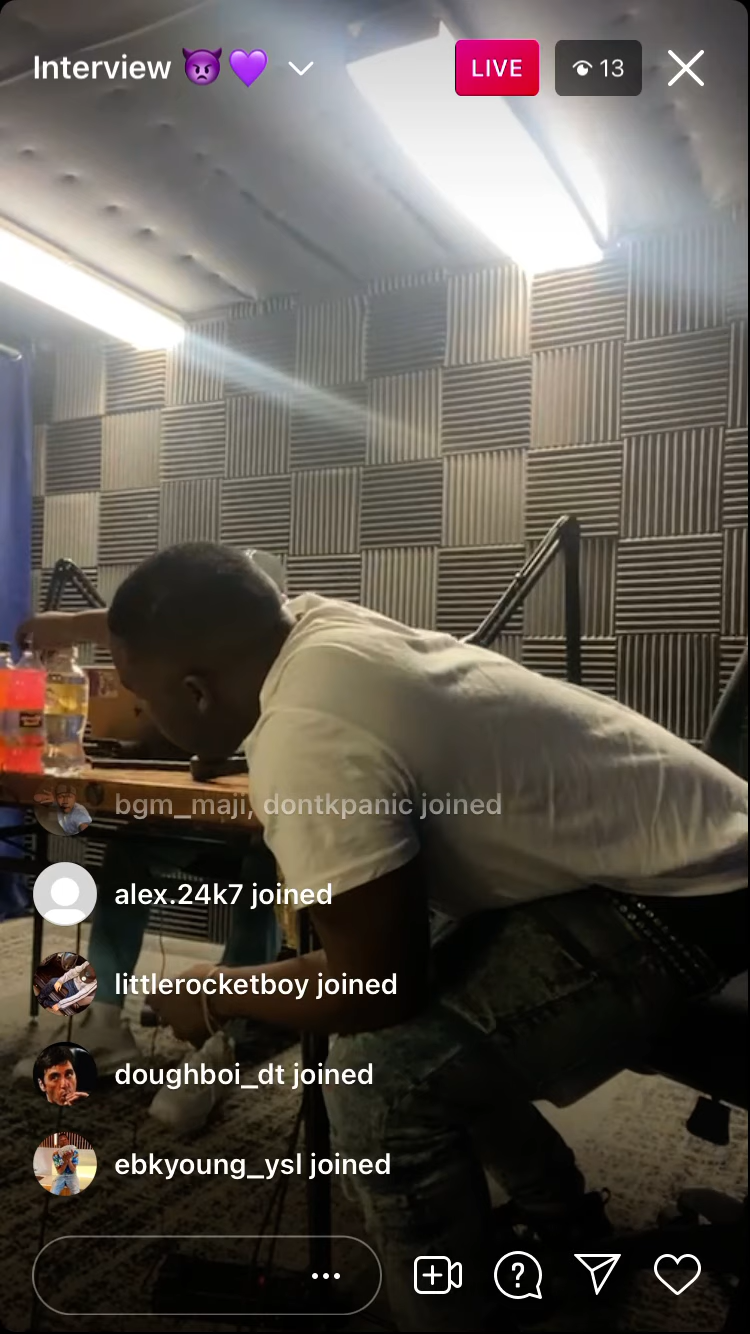 Interview 😈💜
LIVE
13
bgm_maji, dontkpanic joined
alex.24k7 joined
littlerocketboy joined
doughboi_dt joined
ebkyoung_ysl joined